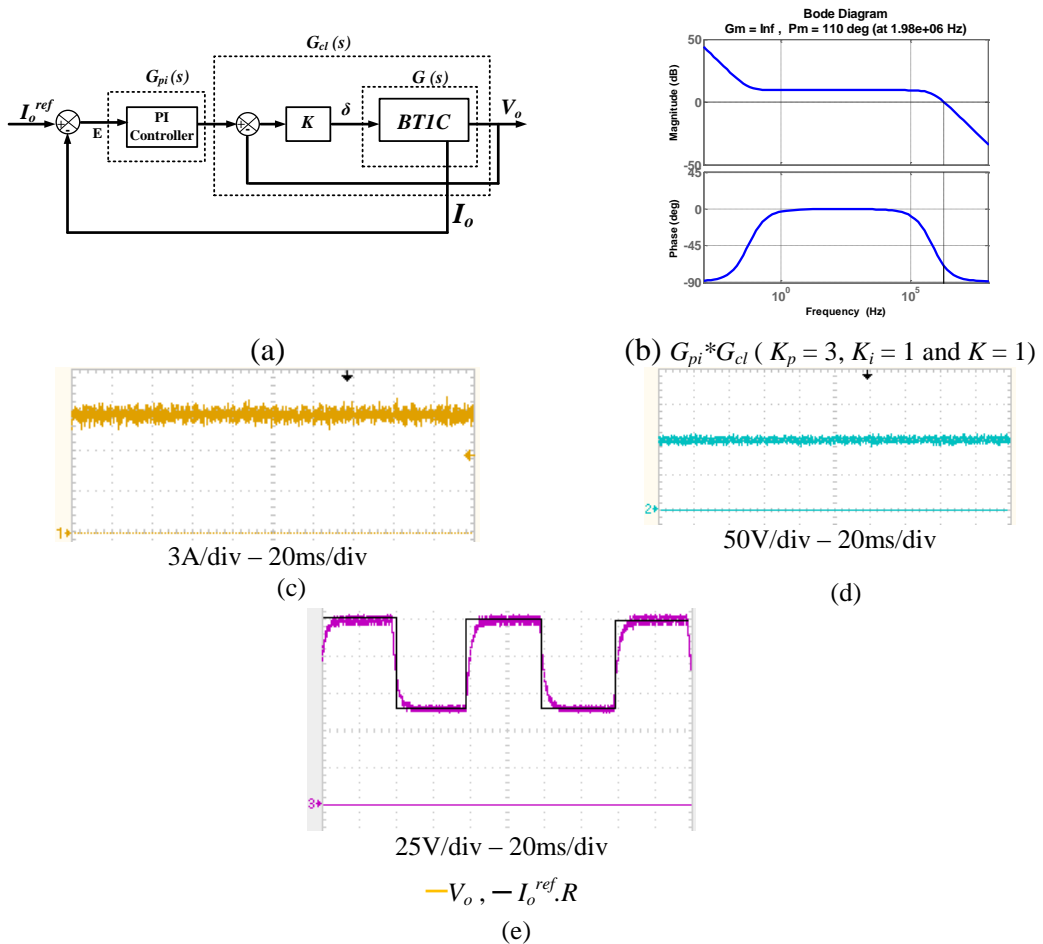 G_cl(s)
G_pi(s)
G(s)
I_o^ref
+
-
E
PI
Controller
+
-
K
δ
BT1C
V_o
I_o
(a)
Bode Diagram
Gm = Inf , Pm = 110 deg (at 1.98e+06 Hz)
Magnitude (dB)
50
0
-50
Phase (deg)
45
0
-45
-90
10^0
10^5
Frequency (Hz)
(b) G_pi*G_cl ( K_p = 3, K_i = 1 and K = 1)
1
3A/div – 20ms/div
(c)
2
50V/div – 20ms/div
(d)
3
25V/div – 20ms/div
V_o , I_o^ref.R
(e)